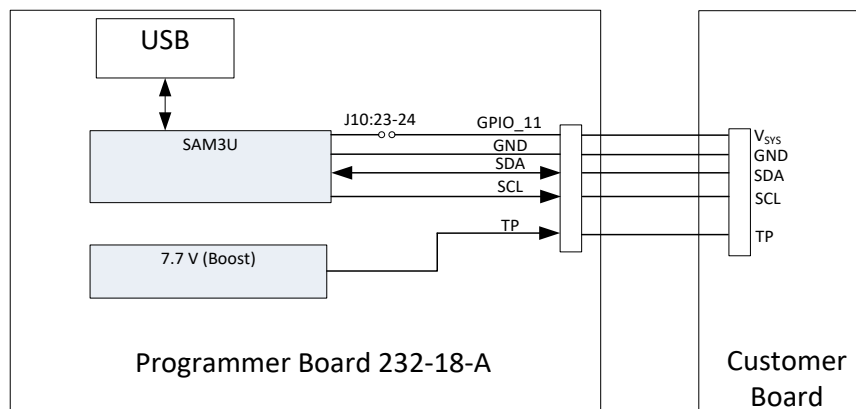 USB
J10:23-24
GPIO_11
SAM3U
GND
SDA
SCL
TP
7.7 V (Boost)
V_SYS
GND
SDA
SCL
TP
Programmer Board 232-18-A
Customer
Board